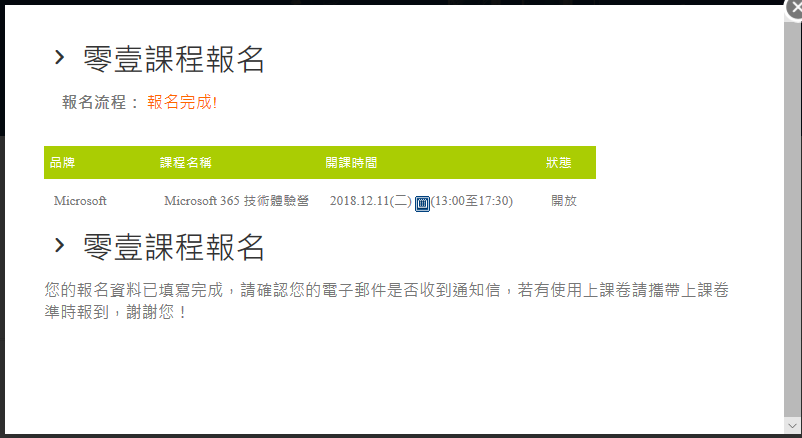 零壹課程報名
報名流程： 報名完成!
品牌 課程名稱 開課時間 狀態
Microsoft Microsoft 365 技術體驗營 2018.12.11(二) (13:00至17:30) 開放
零壹課程報名
您的報名資料已填寫完成，請確認您的電子郵件是否收到通知信，若有使用上課卷請攜帶上課卷
準時報到，謝謝您！